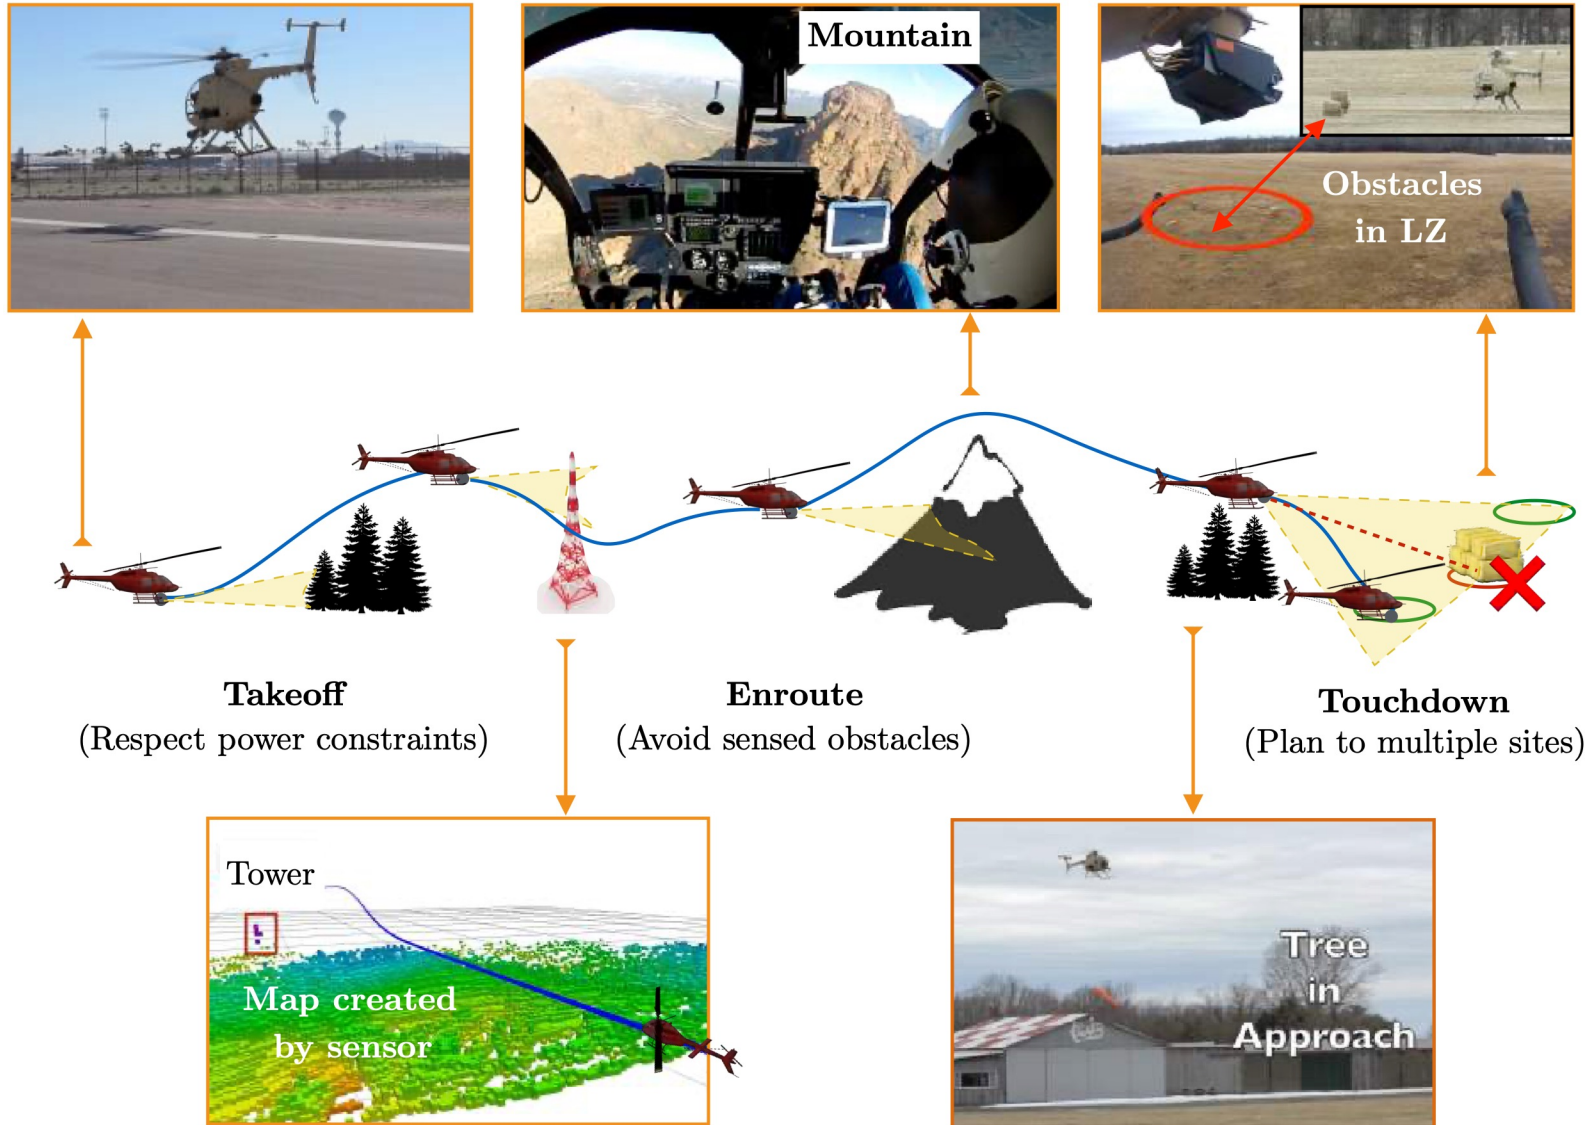 Mountain
Obstacles
in LZ
Takeoff
(Respect power constraints)
Enroute
(Avoid sensed obstacles)
Touchdown
(Plan to multiple sites)
Tower
Map created
by sensor
Tree
in
Approach